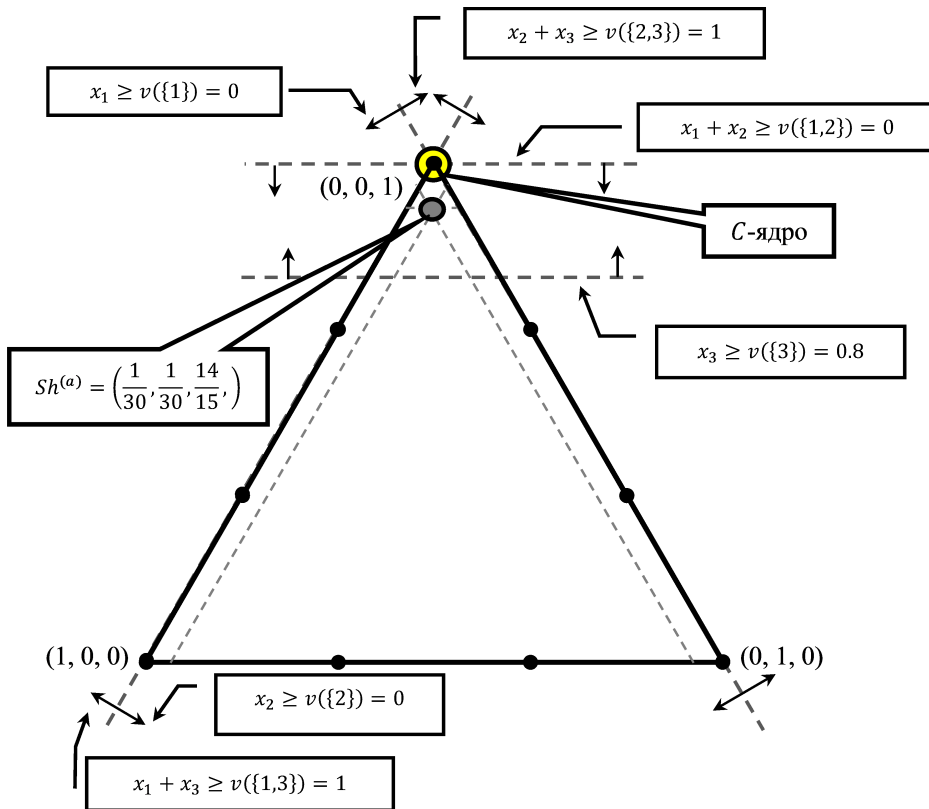 x₂ + x₃ ≥ v({2,3}) = 1
x₁ ≥ v({1}) = 0
x₁ + x₂ ≥ v({1,2}) = 0
(0, 0, 1)
C-ядро
x₃ ≥ v({3}) = 0.8
Sh⁽ᵃ⁾ = (1/30, 1/30, 14/15,)
(1, 0, 0)
(0, 1, 0)
x₂ ≥ v({2}) = 0
x₁ + x₃ ≥ v({1,3}) = 1